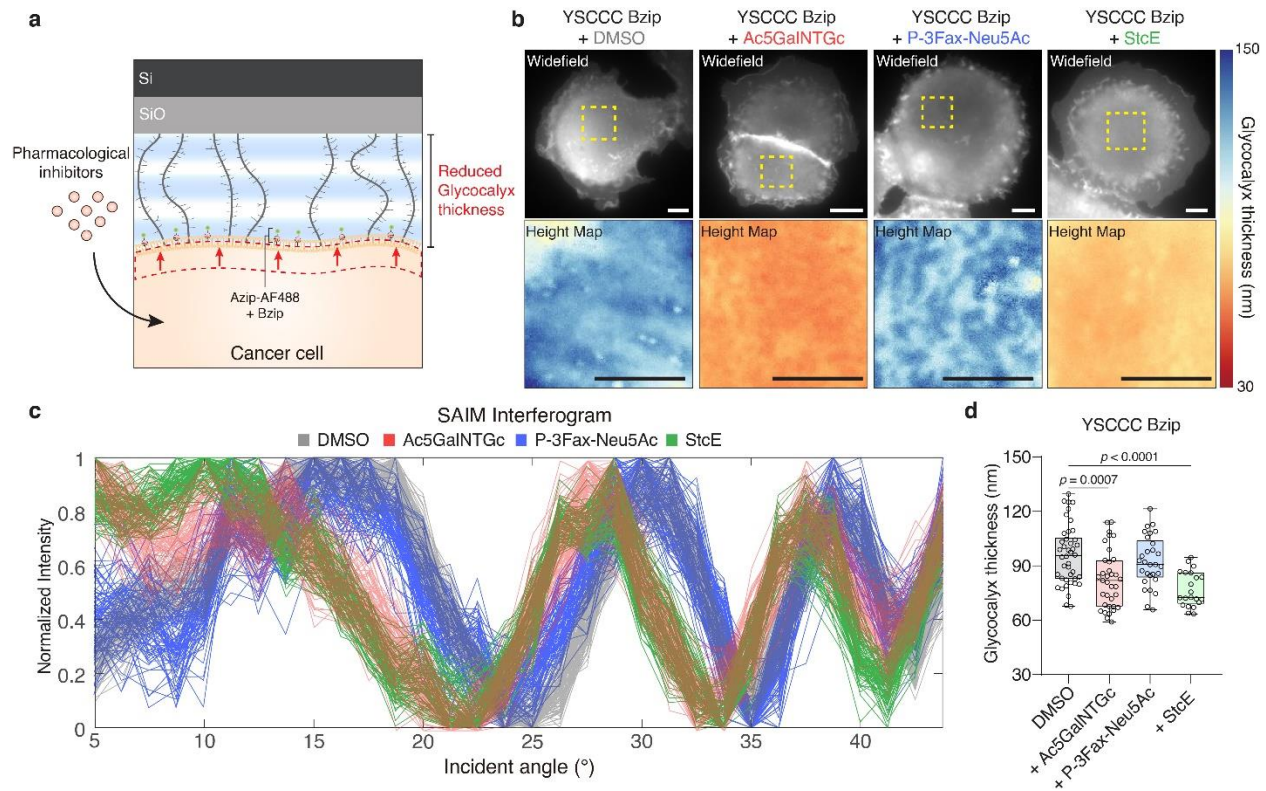 a
Si
SiO
Pharmacological
inhibitors
Reduced
Glycocalyx
thickness
Azip-AF488
+ Bzip
Cancer cell
b
YSCCC Bzip
+ DMSO
YSCCC Bzip
+ Ac5GalNTGc
YSCCC Bzip
+ P-3Fax-Neu5Ac
YSCCC Bzip
+ StcE
Widefield
Widefield
Widefield
Widefield
Height Map
Height Map
Height Map
Height Map
150
Glycocalyx thickness (nm)
30
c
SAIM Interferogram
DMSO
Ac5GalNTGc
P-3Fax-Neu5Ac
StcE
Normalized Intensity
1
0.8
0.6
0.4
0.2
0
5
10
15
20
25
30
35
40
Incident angle (°)
d
YSCCC Bzip
p < 0.0001
p = 0.0007
Glycocalyx thickness (nm)
150
120
90
60
30
DMSO
+ Ac5GalNTGc
+ P-3Fax-Neu5Ac
+ StcE